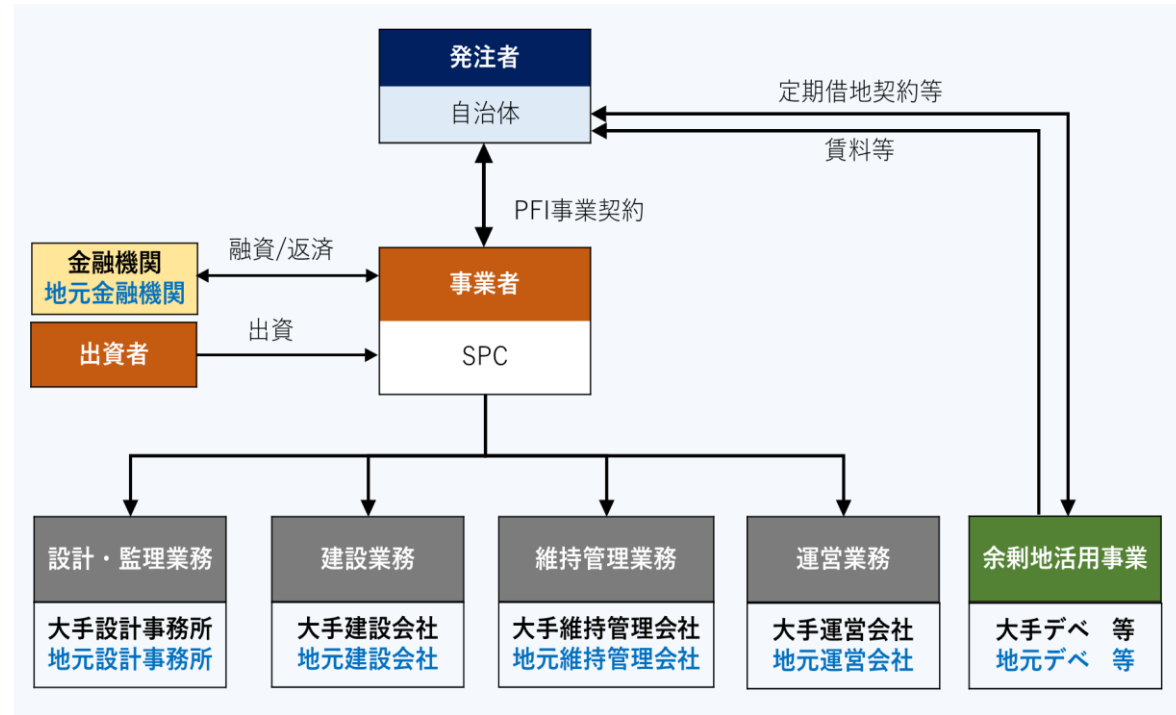 発注者
自治体
定期借地契約等
賃料等
PFI事業契約
金融機関
地元金融機関
融資/返済
事業者
SPC
出資者
出資
設計・監理業務
大手設計事務所
地元設計事務所
建設業務
大手建設会社
地元建設会社
維持管理業務
大手維持管理会社
地元維持管理会社
運営業務
大手運営会社
地元運営会社
余剰地活用事業
大手デベ　等
地元デベ　等